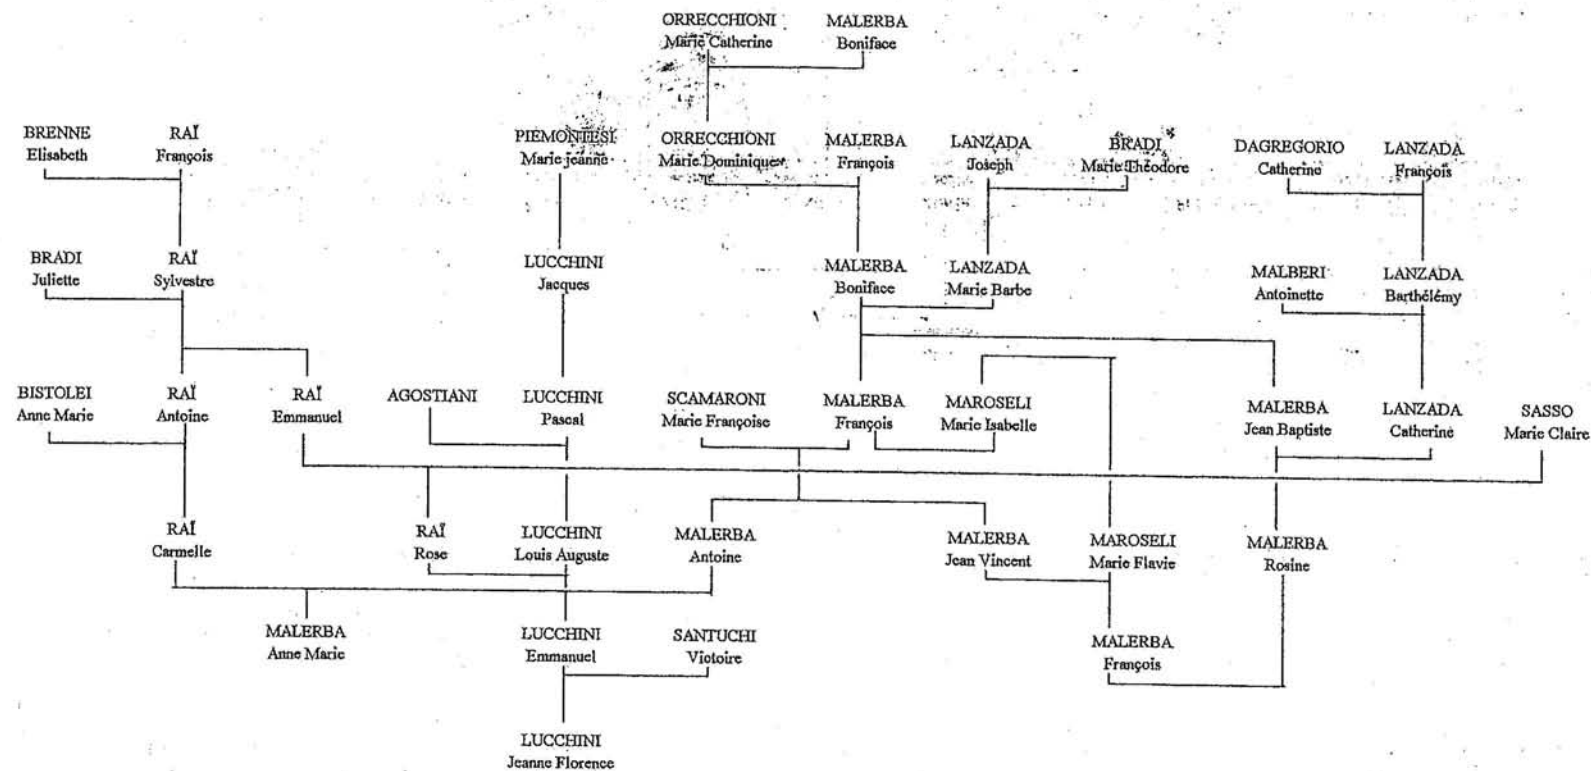 ORRECCHIONI
Marie Catherine
MALERBA
Boniface
BRENNE
Elisabeth
RAÏ
François
PIEMONTESI
Marie jeanne
ORRECCHIONI
Marie Dominique
MALERBA
François
LANZADA
Joseph
BRADI
Marie Théodore
DAGREGORIO
Catherine
LANZADA
François
BRADI
Juliette
RAÏ
Sylvestre
LUCCHINI
Jacques
MALERBA
Boniface
LANZADA
Marie Barbe
MALBERI
Antoinette
LANZADA
Barthélémy
BISTOLEI
Anne Marie
RAÏ
Antoine
RAÏ
Emmanuel
AGOSTIANI
LUCCHINI
Pascal
SCAMARONI
Marie Françoise
MALERBA
François
MAROSELI
Marie Isabelle
MALERBA
Jean Baptiste
LANZADA
Catherine
SASSO
Marie Claire
RAÏ
Carmelle
RAÏ
Rose
LUCCHINI
Louis Auguste
MALERBA
Antoine
MALERBA
Jean Vincent
MAROSELI
Marie Flavie
MALERBA
Rosine
MALERBA
Anne Marie
LUCCHINI
Emmanuel
SANTUCHI
Victoire
MALERBA
François
LUCCHINI
Jeanne Florence